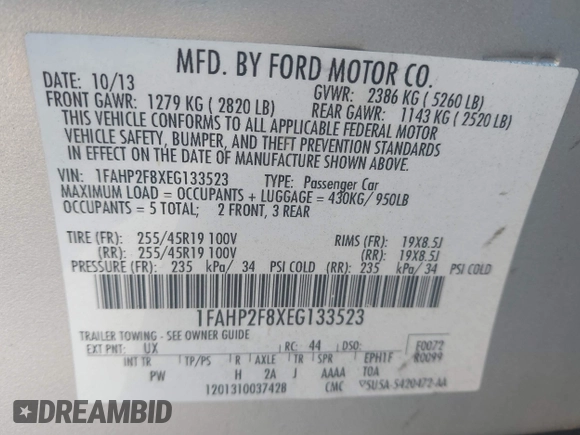 MFD. BY FORD MOTOR CO.
DATE: 10/13
GVWR: 2386 KG ( 5260 LB)
FRONT GAWR: 1279 KG ( 2820 LB)
REAR GAWR: 1143 KG ( 2520 LB)
THIS VEHICLE CONFORMS TO ALL APPLICABLE FEDERAL MOTOR
VEHICLE SAFETY, BUMPER, AND THEFT PREVENTION STANDARDS
IN EFFECT ON THE DATE OF MANUFACTURE SHOWN ABOVE.
VIN: 1FAHP2F8XEG133523 TYPE: Passenger Car
MAXIMUM LOAD = OCCUPANTS + LUGGAGE = 430KG/ 950LB
OCCUPANTS = 5 TOTAL; 2 FRONT, 3 REAR
TIRE (FR): 255/45R19 100V RIMS (FR): 19X8.5J
(RR): 255/45R19 100V (RR): 19X8.5J
PRESSURE (FR): 235 kPa/ 34 PSI COLD (RR): 235 kPa/ 34 PSI COLD
1FAHP2F8XEG133523
TRAILER TOWING - SEE OWNER GUIDE
EXT PNT: UX RC: 44 DSO: F0072
INT TR TP/PS R AXLE TR SPR EPH1F R0099
PW H 2A J AAAA T0A
1201310037428 CMC 5U5A-5420472-AA
DREAMBID